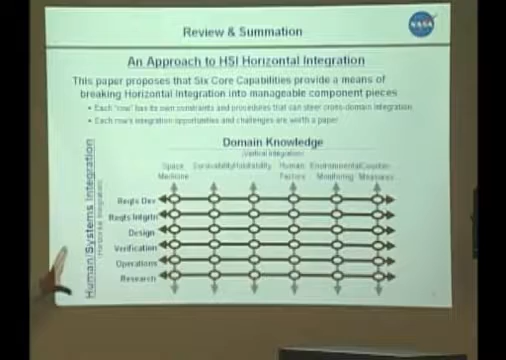 Review & Summation
NASA
An Approach to HSI Horizontal Integration
This paper proposes that Six Core Capabilities provide a means of
breaking Horizontal Integration into manageable component pieces
• Each "row" has its own constraints and procedures that can steer cross-domain integration
• Each row's integration opportunities and challenges are worth a paper
Domain Knowledge
(Vertical Integration)
Space Survivability Habitability Human Environmental Counter-
Medicine Factors Monitoring Measures
Human/Systems Integration
(Horizontal Integration)
Reqts Dev
Reqts Intgrtn
Design
Verification
Operations
Research